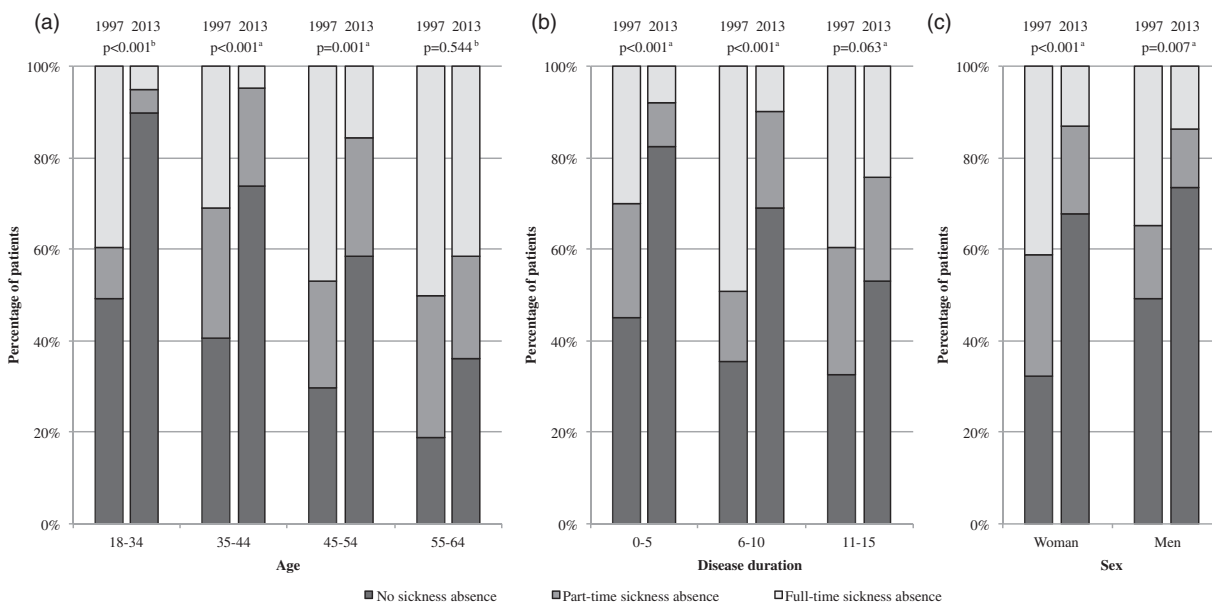 (a)
1997 2013 1997 2013 1997 2013 1997 2013
p<0.001ᵇ p<0.001ᵃ p=0.001ᵃ p=0.544ᵇ
100%
80%
60%
40%
20%
0%
Percentage of patients
18-34 35-44 45-54 55-64
Age
(b)
1997 2013 1997 2013 1997 2013
p<0.001ᵃ p<0.001ᵃ p=0.063ᵃ
100%
80%
60%
40%
20%
0%
Percentage of patients
0-5 6-10 11-15
Disease duration
(c)
1997 2013 1997 2013
p<0.001ᵃ p=0.007ᵃ
100%
80%
60%
40%
20%
0%
Percentage of patients
Woman Men
Sex
No sickness absence Part-time sickness absence Full-time sickness absence